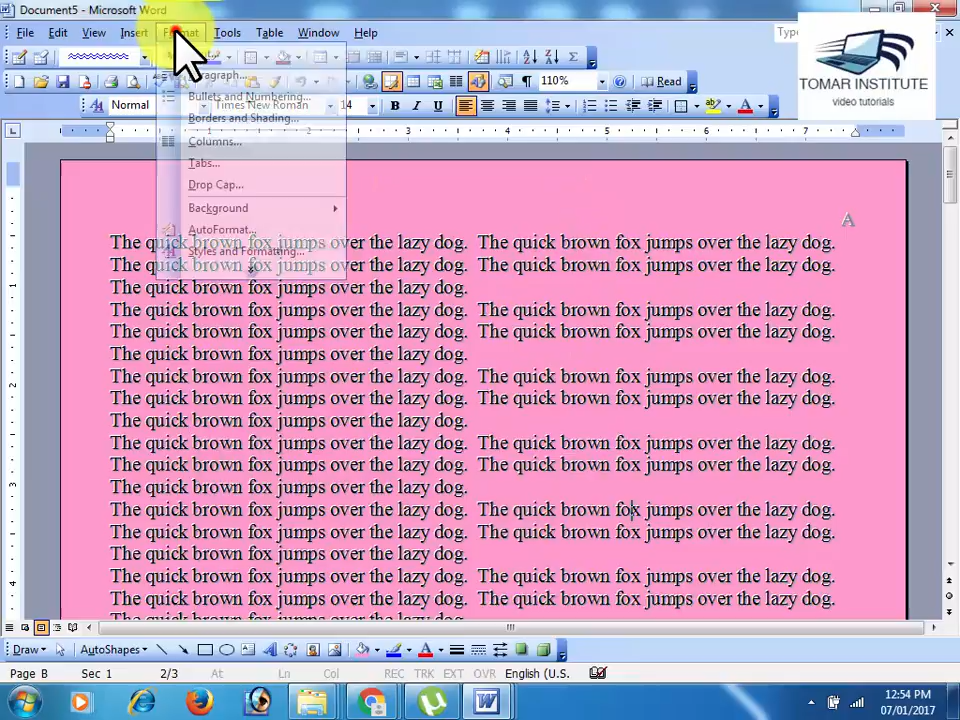 Document5 - Microsoft Word
File Edit View Insert Format Tools Table Window Help
TOMAR INSTITUTE
video tutorials
110%
Read
Normal
Times New Roman
14
B I U
Bullets and Numbering...
Borders and Shading...
Columns...
Tabs...
Drop Cap...
Background
AutoFormat...
Styles and Formatting...
A
The quick brown fox jumps over the lazy dog. The quick brown fox jumps over the lazy dog.
The quick brown fox jumps over the lazy dog. The quick brown fox jumps over the lazy dog.
The quick brown fox jumps over the lazy dog.
The quick brown fox jumps over the lazy dog. The quick brown fox jumps over the lazy dog.
The quick brown fox jumps over the lazy dog. The quick brown fox jumps over the lazy dog.
The quick brown fox jumps over the lazy dog.
The quick brown fox jumps over the lazy dog. The quick brown fox jumps over the lazy dog.
The quick brown fox jumps over the lazy dog. The quick brown fox jumps over the lazy dog.
The quick brown fox jumps over the lazy dog.
The quick brown fox jumps over the lazy dog. The quick brown fox jumps over the lazy dog.
The quick brown fox jumps over the lazy dog. The quick brown fox jumps over the lazy dog.
The quick brown fox jumps over the lazy dog.
The quick brown fox jumps over the lazy dog. The quick brown fox jumps over the lazy dog.
The quick brown fox jumps over the lazy dog. The quick brown fox jumps over the lazy dog.
The quick brown fox jumps over the lazy dog.
The quick brown fox jumps over the lazy dog. The quick brown fox jumps over the lazy dog.
The quick brown fox jumps over the lazy dog. The quick brown fox jumps over the lazy dog.
Draw AutoShapes
Page B Sec 1 2/3 At Ln Col REC TRK EXT OVR English (U.S.
12:54 PM
07/01/2017